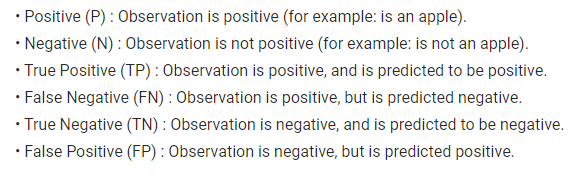 • Positive (P) : Observation is positive (for example: is an apple).
• Negative (N) : Observation is not positive (for example: is not an apple).
• True Positive (TP) : Observation is positive, and is predicted to be positive.
• False Negative (FN) : Observation is positive, but is predicted negative.
• True Negative (TN) : Observation is negative, and is predicted to be negative.
• False Positive (FP) : Observation is negative, but is predicted positive.